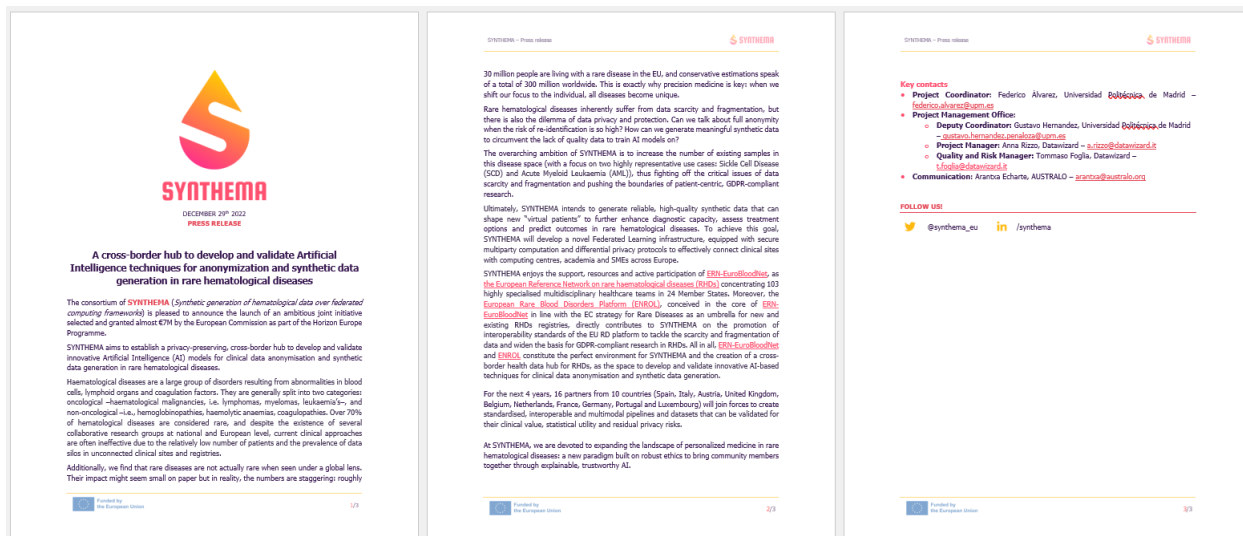 SYNTHEMA
DECEMBER 29th 2022
PRESS RELEASE
A cross-border hub to develop and validate Artificial
Intelligence techniques for anonymization and synthetic data
generation in rare hematological diseases
The consortium of SYNTHEMA (Synthetic generation of hematological data over federated
computing frameworks) is pleased to announce the launch of an ambitious joint initiative
selected and granted almost €7M by the European Commission as part of the Horizon Europe
Programme.
SYNTHEMA aims to establish a privacy-preserving, cross-border hub to develop and validate
innovative Artificial Intelligence (AI) models for clinical data anonymisation and synthetic
data generation in rare hematological diseases.
Haematological diseases are a large group of disorders resulting from abnormalities in blood
cells, lymphoid organs and coagulation factors. They are generally split into two categories:
oncological –haematological malignancies, i.e. lymphomas, myelomas, leukaemia's–, and
non-oncological –i.e., hemoglobinopathies, haemolytic anaemias, coagulopathies. Over 70%
of hematological diseases are considered rare, and despite the existence of several
collaborative research groups at national and European level, current clinical approaches
are often ineffective due to the relatively low number of patients and the prevalence of data
silos in unconnected clinical sites and registries.
Additionally, we find that rare diseases are not actually rare when seen under a global lens.
Their impact might seem small on paper but in reality, the numbers are staggering: roughly
Funded by
the European Union
1/3
SYNTHEMA – Press release
SYNTHEMA
30 million people are living with a rare disease in the EU, and conservative estimations speak
of a total of 300 million worldwide. This is exactly why precision medicine is key: when we
shift our focus to the individual, all diseases become unique.
Rare hematological diseases inherently suffer from data scarcity and fragmentation, but
there is also the dilemma of data privacy and protection. Can we talk about full anonymity
when the risk of re-identification is so high? How can we generate meaningful synthetic data
to circumvent the lack of quality data to train AI models on?
The overarching ambition of SYNTHEMA is to increase the number of existing samples in
this disease space (with a focus on two highly representative use cases: Sickle Cell Disease
(SCD) and Acute Myeloid Leukaemia (AML)), thus fighting off the critical issues of data
scarcity and fragmentation and pushing the boundaries of patient-centric, GDPR-compliant
research.
Ultimately, SYNTHEMA intends to generate reliable, high-quality synthetic data that can
shape new "virtual patients" to further enhance diagnostic capacity, assess treatment
options and predict outcomes in rare hematological diseases. To achieve this goal,
SYNTHEMA will develop a novel Federated Learning infrastructure, equipped with secure
multiparty computation and differential privacy protocols to effectively connect clinical sites
with computing centres, academia and SMEs across Europe.
SYNTHEMA enjoys the support, resources and active participation of ERN-EuroBloodNet, as
the European Reference Network on rare haematological diseases (RHDs) concentrating 103
highly specialised multidisciplinary healthcare teams in 24 Member States. Moreover, the
European Rare Blood Disorders Platform (ENROL), conceived in the core of ERN-
EuroBloodNet in line with the EC strategy for Rare Diseases as an umbrella for new and
existing RHDs registries, directly contributes to SYNTHEMA on the promotion of
interoperability standards of the EU RD platform to tackle the scarcity and fragmentation of
data and widen the basis for GDPR-compliant research in RHDs. All in all, ERN-EuroBloodNet
and ENROL constitute the perfect environment for SYNTHEMA and the creation of a cross-
border health data hub for RHDs, as the space to develop and validate innovative AI-based
techniques for clinical data anonymisation and synthetic data generation.
For the next 4 years, 16 partners from 10 countries (Spain, Italy, Austria, United Kingdom,
Belgium, Netherlands, France, Germany, Portugal and Luxembourg) will join forces to create
standardised, interoperable and multimodal pipelines and datasets that can be validated for
their clinical value, statistical utility and residual privacy risks.
At SYNTHEMA, we are devoted to expanding the landscape of personalized medicine in rare
hematological diseases: a new paradigm built on robust ethics to bring community members
together through explainable, trustworthy AI.
Funded by
the European Union
2/3
SYNTHEMA – Press release
SYNTHEMA
Key contacts
• Project Coordinator: Federico Álvarez, Universidad Politécnica de Madrid –
federico.alvarez@upm.es
• Project Management Office:
o Deputy Coordinator: Gustavo Hernandez, Universidad Politécnica de Madrid
– gustavo.hernandez.penaloza@upm.es
o Project Manager: Anna Rizzo, Datawizard – a.rizzo@datawizard.it
o Quality and Risk Manager: Tommaso Foglia, Datawizard –
t.foglia@datawizard.it
• Communication: Arantxa Echarte, AUSTRALO – arantxa@australo.org
FOLLOW US!
@synthema_eu
in /synthema
Funded by
the European Union
3/3